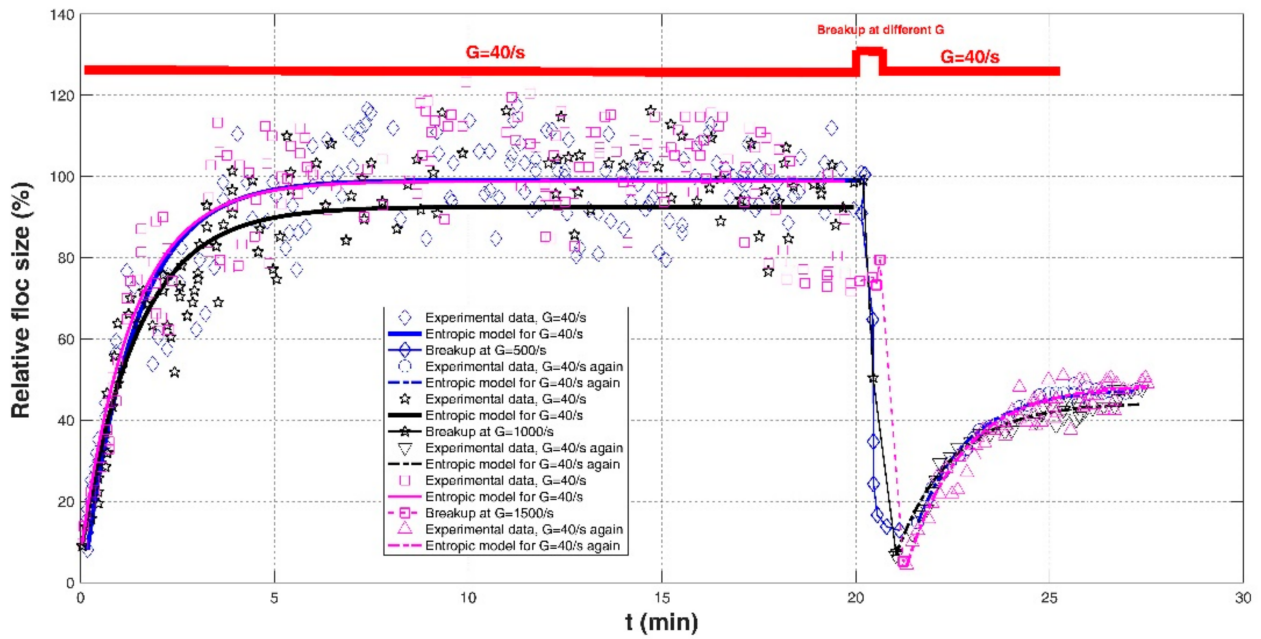 140
120
100
80
60
40
20
0
Relative floc size (%)
Breakup at different G
G=40/s
G=40/s
Experimental data, G=40/s
Entropic model for G=40/s
Breakup at G=500/s
Experimental data, G=40/s again
Entropic model for G=40/s again
Experimental data, G=40/s
Entropic model for G=40/s
Breakup at G=1000/s
Experimental data, G=40/s again
Entropic model for G=40/s again
Experimental data, G=40/s
Entropic model for G=40/s
Breakup at G=1500/s
Experimental data, G=40/s again
Entropic model for G=40/s again
0 5 10 15 20 25 30
t (min)